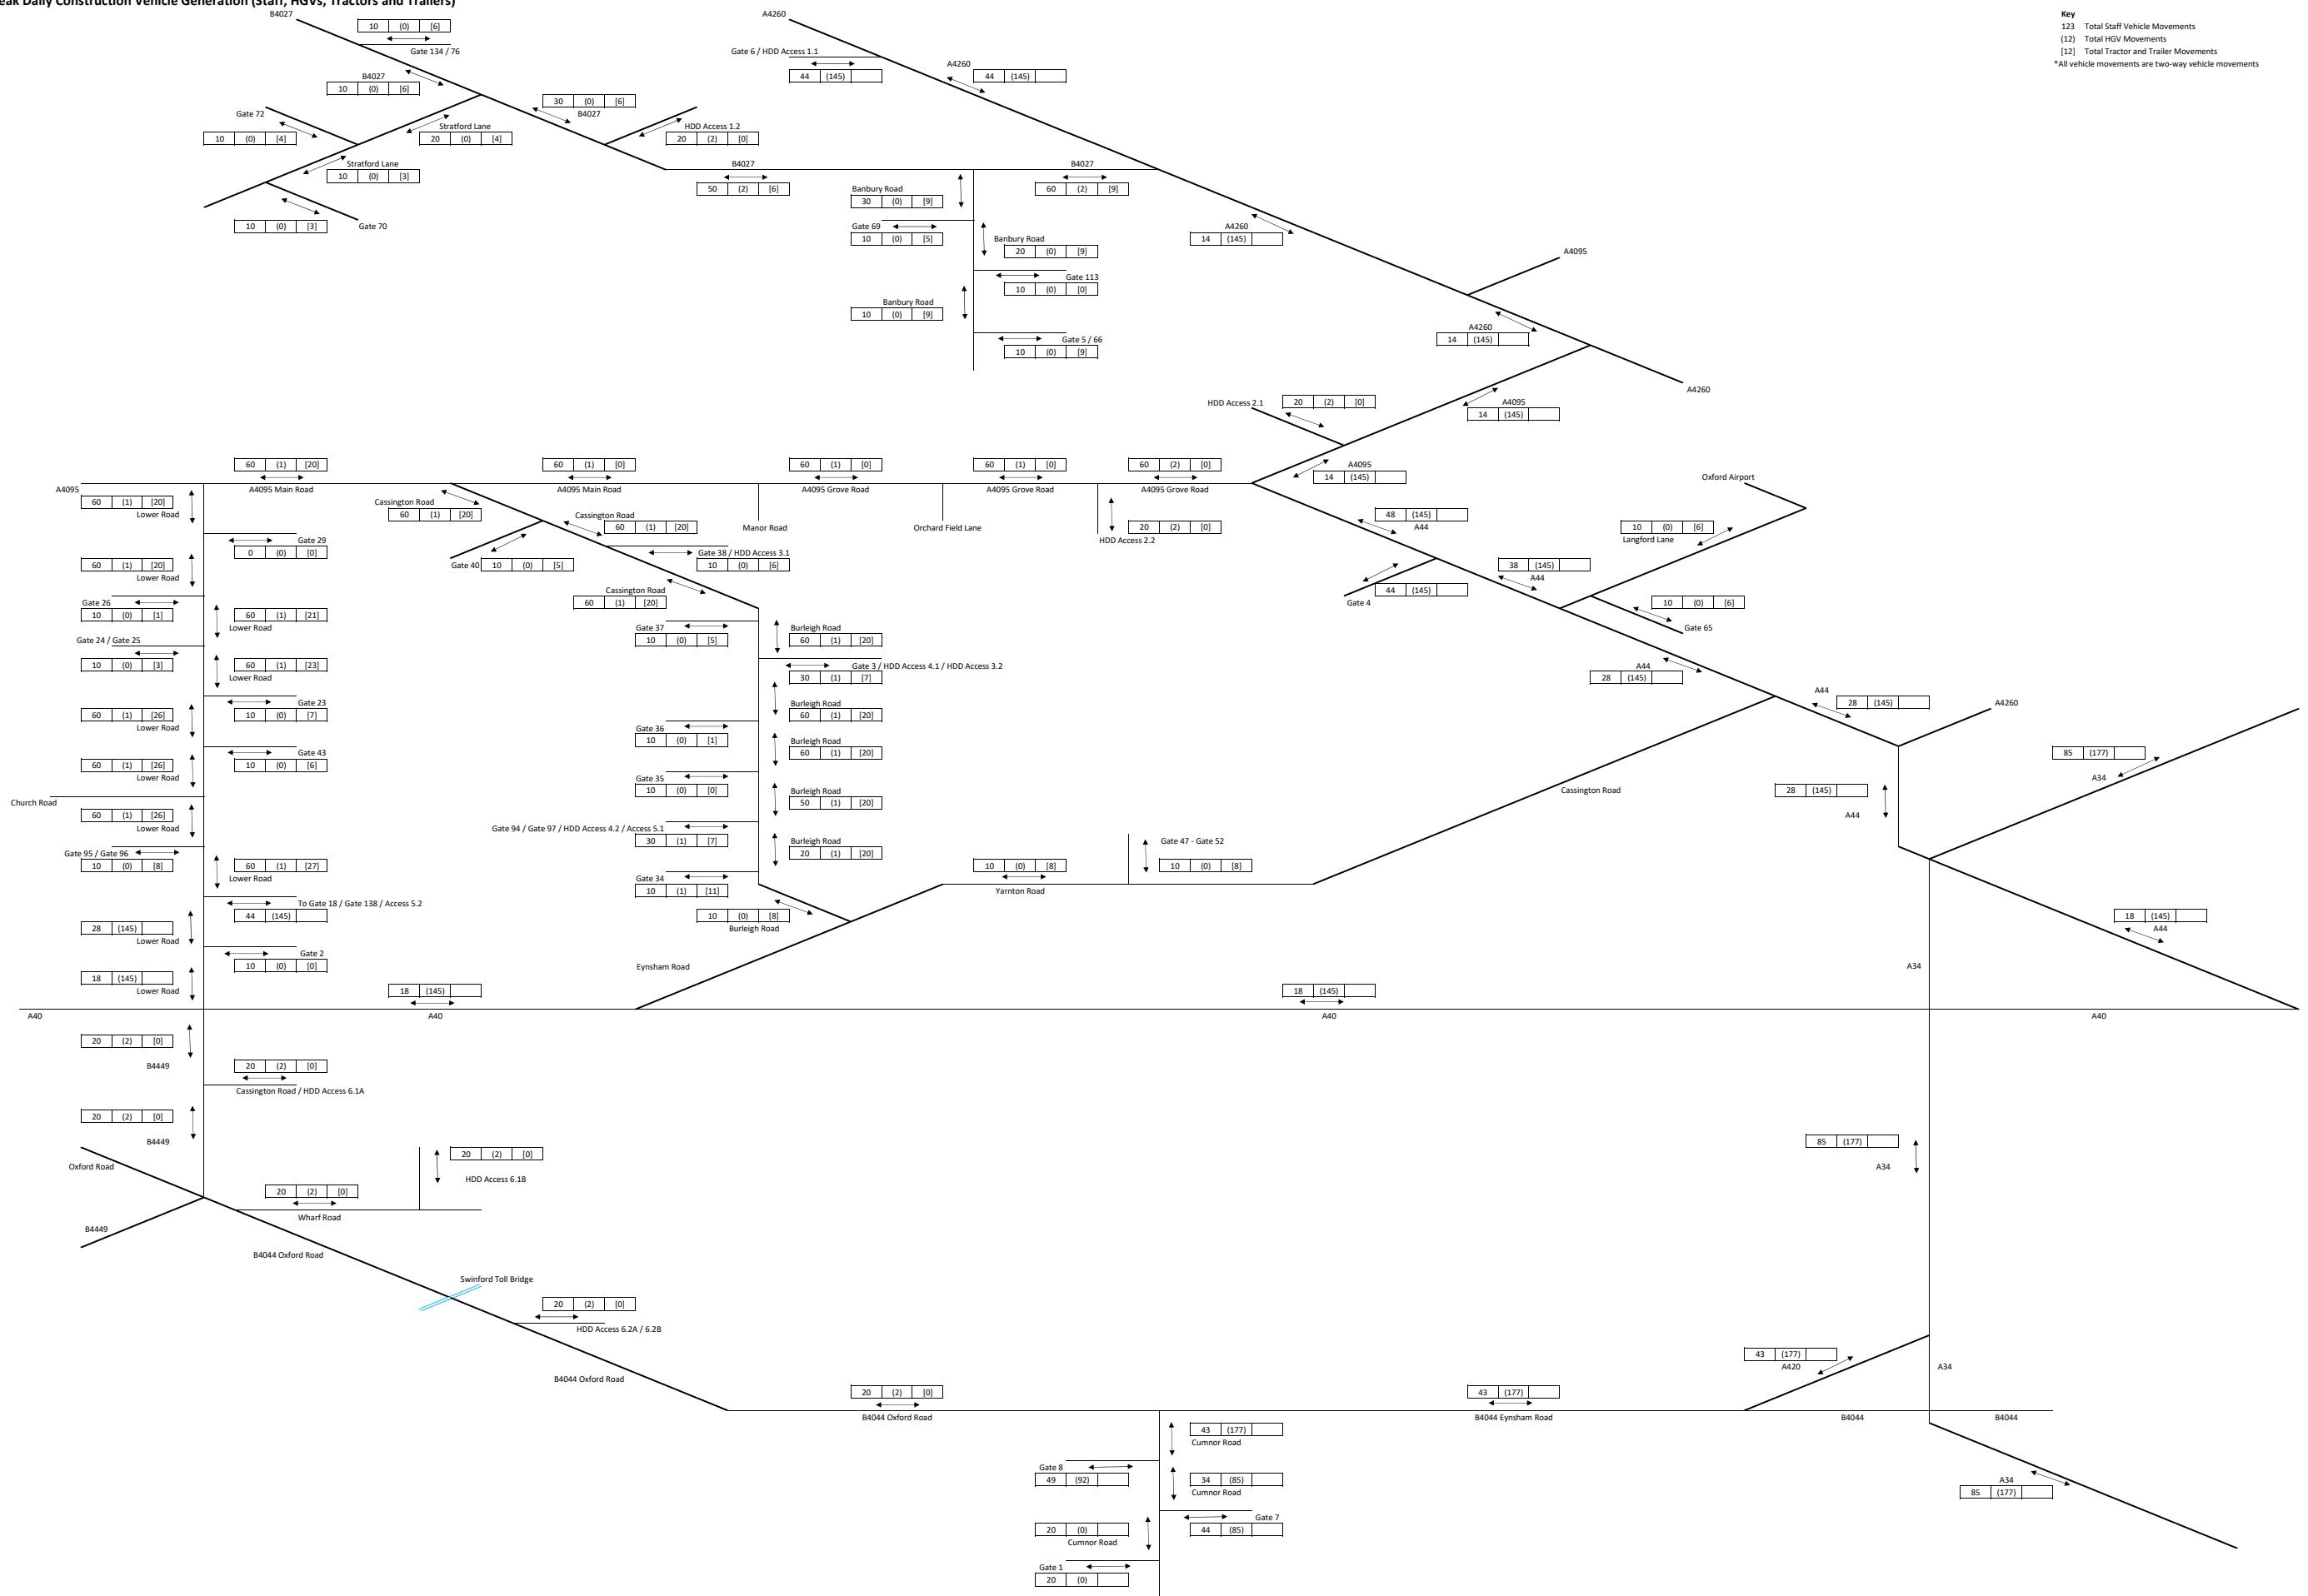 eak Daily Construction Vehicle Generation (Staff, HGVs, Tractors and Trailers)
Key
123 Total Staff Vehicle Movements
(12) Total HGV Movements
[12] Total Tractor and Trailer Movements
*All vehicle movements are two-way vehicle movements
B4027
10 (0) [6]
Gate 134 / 76
B4027
10 (0) [6]
30 (0) [6]
B4027
Gate 72
10 (0) [4]
Stratford Lane
20 (0) [4]
HDD Access 1.2
20 (2) [0]
Stratford Lane
10 (0) [3]
10 (0) [3]
Gate 70
A4260
Gate 6 / HDD Access 1.1
44 (145)
A4260
44 (145)
B4027
50 (2) [6]
B4027
60 (2) [9]
Banbury Road
30 (0) [9]
Gate 69
10 (0) [5]
Banbury Road
20 (0) [9]
Gate 113
10 (0) [0]
Banbury Road
10 (0) [9]
Gate 5 / 66
10 (0) [9]
A4260
14 (145)
A4095
A4260
14 (145)
A4260
HDD Access 2.1
20 (2) [0]
A4095
14 (145)
A4095
60 (1) [20]
A4095 Main Road
60 (1) [0]
A4095 Main Road
60 (1) [0]
A4095 Grove Road
60 (1) [0]
A4095 Grove Road
60 (2) [0]
A4095 Grove Road
A4095
14 (145)
Oxford Airport
60 (1) [20]
Lower Road
Cassington Road
60 (1) [20]
Cassington Road
60 (1) [20]
Manor Road
Orchard Field Lane
20 (2) [0]
HDD Access 2.2
48 (145)
A44
10 (0) [6]
Langford Lane
Gate 29
0 (0) [0]
Gate 38 / HDD Access 3.1
10 (0) [6]
60 (1) [20]
Lower Road
Gate 40
10 (0) [5]
38 (145)
A44
Cassington Road
60 (1) [20]
44 (145)
Gate 4
10 (0) [6]
Gate 65
Gate 26
10 (0) [1]
60 (1) [21]
Lower Road
Gate 37
10 (0) [5]
Burleigh Road
60 (1) [20]
Gate 24 / Gate 25
10 (0) [3]
60 (1) [23]
Lower Road
Gate 3 / HDD Access 4.1 / HDD Access 3.2
30 (1) [7]
A44
28 (145)
Gate 23
10 (0) [7]
60 (1) [26]
Lower Road
Burleigh Road
60 (1) [20]
A44
28 (145)
A4260
Gate 36
10 (0) [1]
Burleigh Road
60 (1) [20]
Gate 43
10 (0) [6]
60 (1) [26]
Lower Road
85 (177)
A34
Gate 35
10 (0) [0]
Cassington Road
28 (145)
A44
Church Road
60 (1) [26]
Lower Road
Burleigh Road
50 (1) [20]
Gate 94 / Gate 97 / HDD Access 4.2 / Access 5.1
30 (1) [7]
Gate 95 / Gate 96
10 (0) [8]
60 (1) [27]
Lower Road
Burleigh Road
20 (1) [20]
10 (0) [8]
Yarnton Road
Gate 47 - Gate 52
10 (0) [8]
Gate 34
10 (1) [11]
To Gate 18 / Gate 138 / Access 5.2
44 (145)
10 (0) [8]
Burleigh Road
28 (145)
Lower Road
18 (145)
A44
Gate 2
10 (0) [0]
Eynsham Road
A34
18 (145)
Lower Road
18 (145)
18 (145)
A40
A40
A40
A40
20 (2) [0]
B4449
20 (2) [0]
Cassington Road / HDD Access 6.1A
20 (2) [0]
B4449
85 (177)
A34
Oxford Road
20 (2) [0]
HDD Access 6.1B
20 (2) [0]
Wharf Road
B4449
B4044 Oxford Road
Swinford Toll Bridge
20 (2) [0]
HDD Access 6.2A / 6.2B
B4044 Oxford Road
43 (177)
A420
A34
20 (2) [0]
B4044 Oxford Road
43 (177)
B4044 Eynsham Road
B4044
B4044
43 (177)
Cumnor Road
Gate 8
49 (92)
34 (85)
Cumnor Road
A34
85 (177)
Gate 7
44 (85)
20 (0)
Cumnor Road
Gate 1
20 (0)